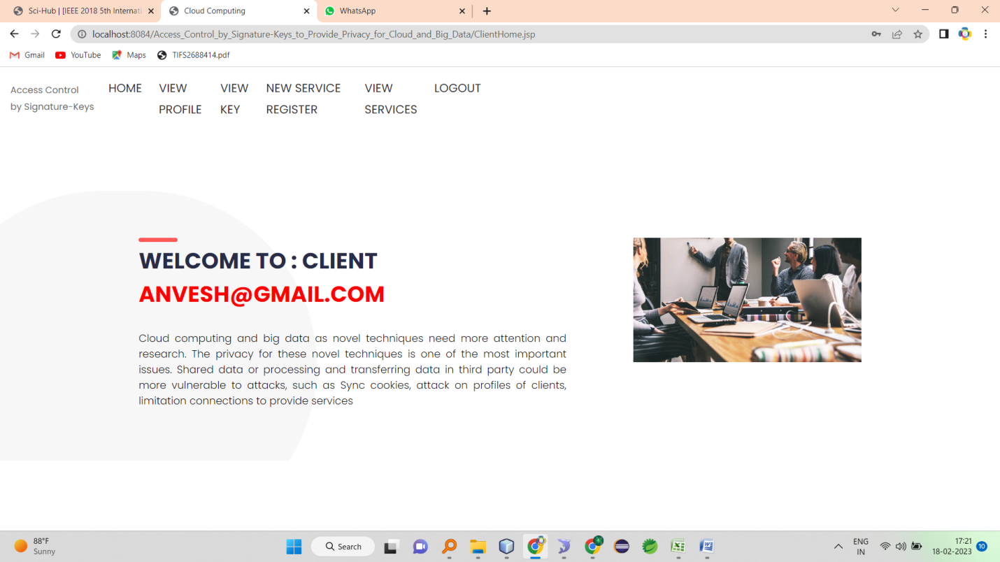 Sci-Hub | [IEEE 2018 5th Internati
Cloud Computing
WhatsApp
localhost:8084/Access_Control_by_Signature-Keys_to_Provide_Privacy_for_Cloud_and_Big_Data/ClientHome.jsp
Gmail
YouTube
Maps
TIFS2688414.pdf
Access Control
by Signature-Keys
HOME
VIEW
PROFILE
VIEW
KEY
NEW SERVICE
REGISTER
VIEW
SERVICES
LOGOUT
WELCOME TO : CLIENT
ANVESH@GMAIL.COM
Cloud computing and big data as novel techniques need more attention and
research. The privacy for these novel techniques is one of the most important
issues. Shared data or processing and transferring data in third party could be
more vulnerable to attacks, such as Sync cookies, attack on profiles of clients,
limitation connections to provide services
88°F
Sunny
Search
ENG
IN
17:21
18-02-2023
10